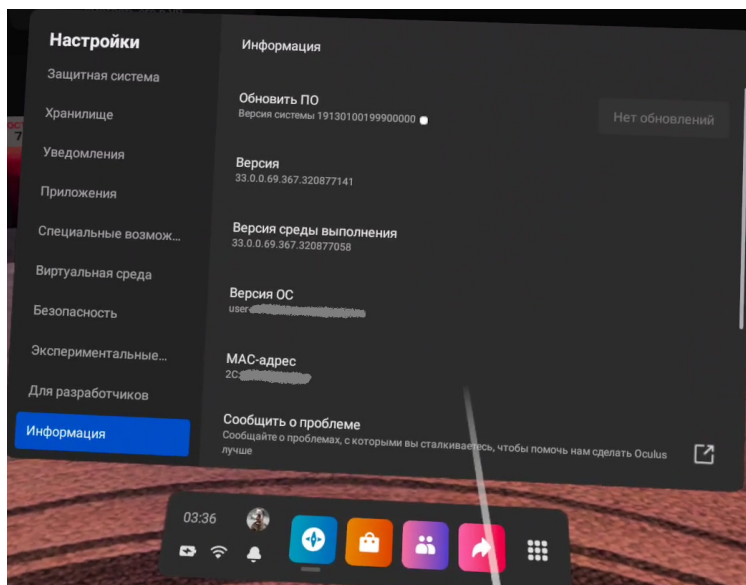 Настройки
Защитная система
Хранилище
Уведомления
Приложения
Специальные возмож...
Виртуальная среда
Безопасность
Экспериментальные...
Для разработчиков
Информация
Информация
Обновить ПО
Версия системы 19130100199900000
Нет обновлений
Версия
33.0.0.69.367.320877141
Версия среды выполнения
33.0.0.69.367.320877058
Версия ОС
user-
MAC-адрес
2C:
Сообщить о проблеме
Сообщайте о проблемах, с которыми вы сталкиваетесь, чтобы помочь нам сделать Oculus
лучше
03:36